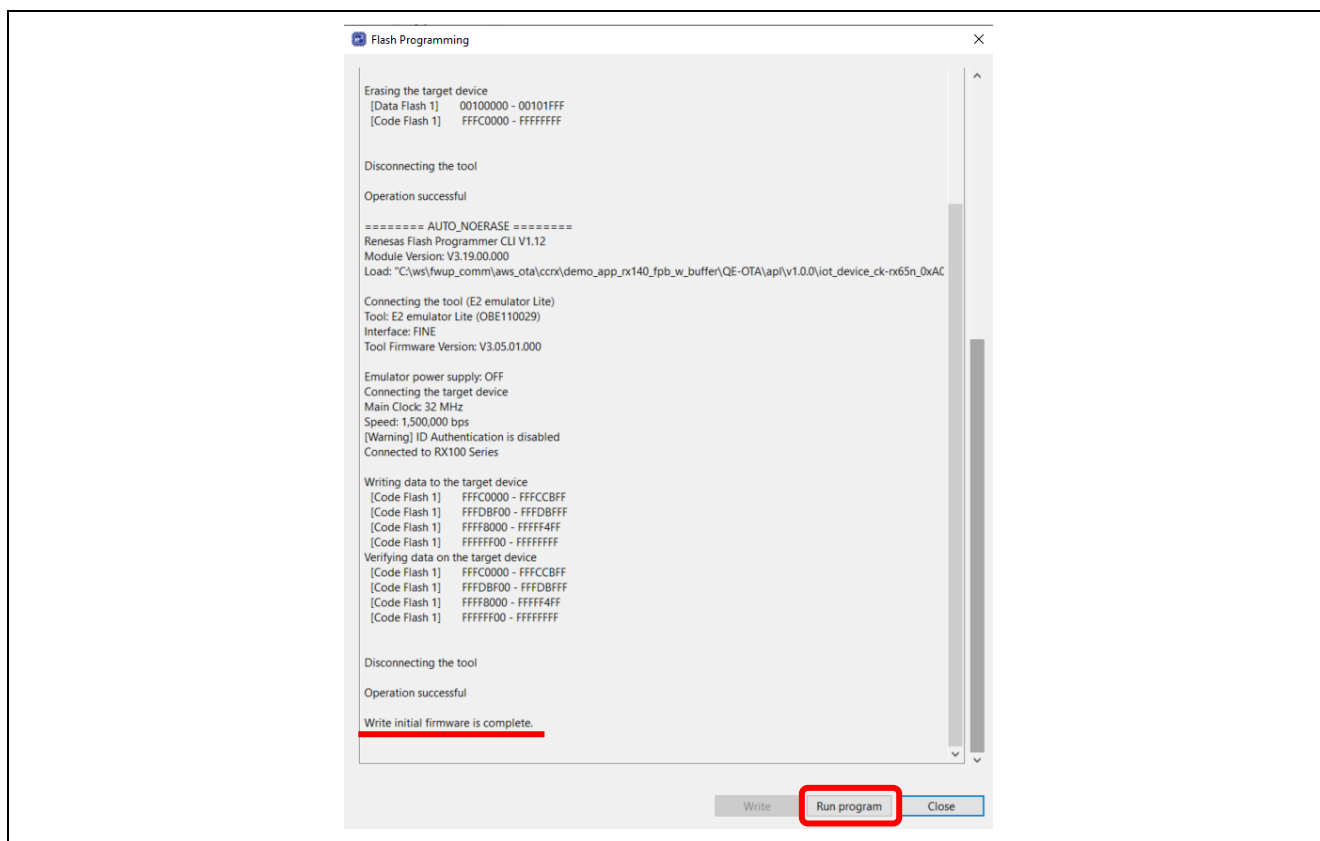 Flash Programming
Erasing the target device
[Data Flash 1] 00100000 - 00101FFF
[Code Flash 1] FFFC0000 - FFFFFFFF
Disconnecting the tool
Operation successful
======== AUTO_NOERASE ========
Renesas Flash Programmer CLI V1.12
Module Version: V3.19.00.000
Load: "C:\ws\fwup_comm\aws_ota\ccrx\demo_app_rx140_fpb_w_buffer\QE-OTA\apl\v1.0.0\iot_device_ck-rx65n_0xAC
Connecting the tool (E2 emulator Lite)
Tool: E2 emulator Lite (OBE110029)
Interface: FINE
Tool Firmware Version: V3.05.01.000
Emulator power supply: OFF
Connecting the target device
Main Clock: 32 MHz
Speed: 1,500,000 bps
[Warning] ID Authentication is disabled
Connected to RX100 Series
Writing data to the target device
[Code Flash 1] FFFC0000 - FFFCCBFF
[Code Flash 1] FFFDBF00 - FFFDBFFF
[Code Flash 1] FFFF8000 - FFFFF4FF
[Code Flash 1] FFFFFF00 - FFFFFFFF
Verifying data on the target device
[Code Flash 1] FFFC0000 - FFFCCBFF
[Code Flash 1] FFFDBF00 - FFFDBFFF
[Code Flash 1] FFFF8000 - FFFFF4FF
[Code Flash 1] FFFFFF00 - FFFFFFFF
Disconnecting the tool
Operation successful
Write initial firmware is complete.
Write Run program Close